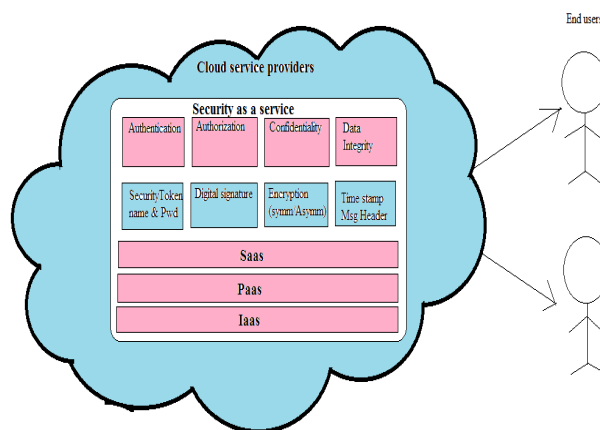 End users
Cloud service providers
Security as a service
Authentication
Authorization
Confidentiality
Data
Integrity
SecurityToken
name & Pwd
Digital signature
Encryption
(symm/Asymm)
Time stamp
Msg Header
Saas
Paas
Iaas